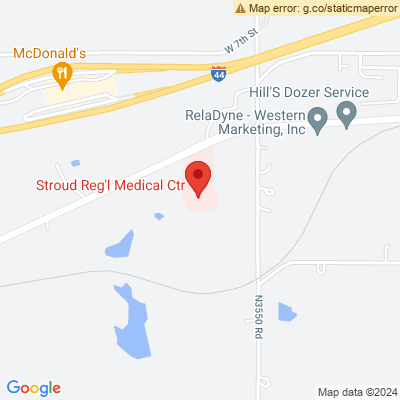 Map error: g.co/staticmaperror
W 7th St
McDonald's
44
Hill'S Dozer Service
RelaDyne - Western
Marketing, Inc
Stroud Reg'l Medical Ctr
N3550 Rd
Google
Map data ©2024